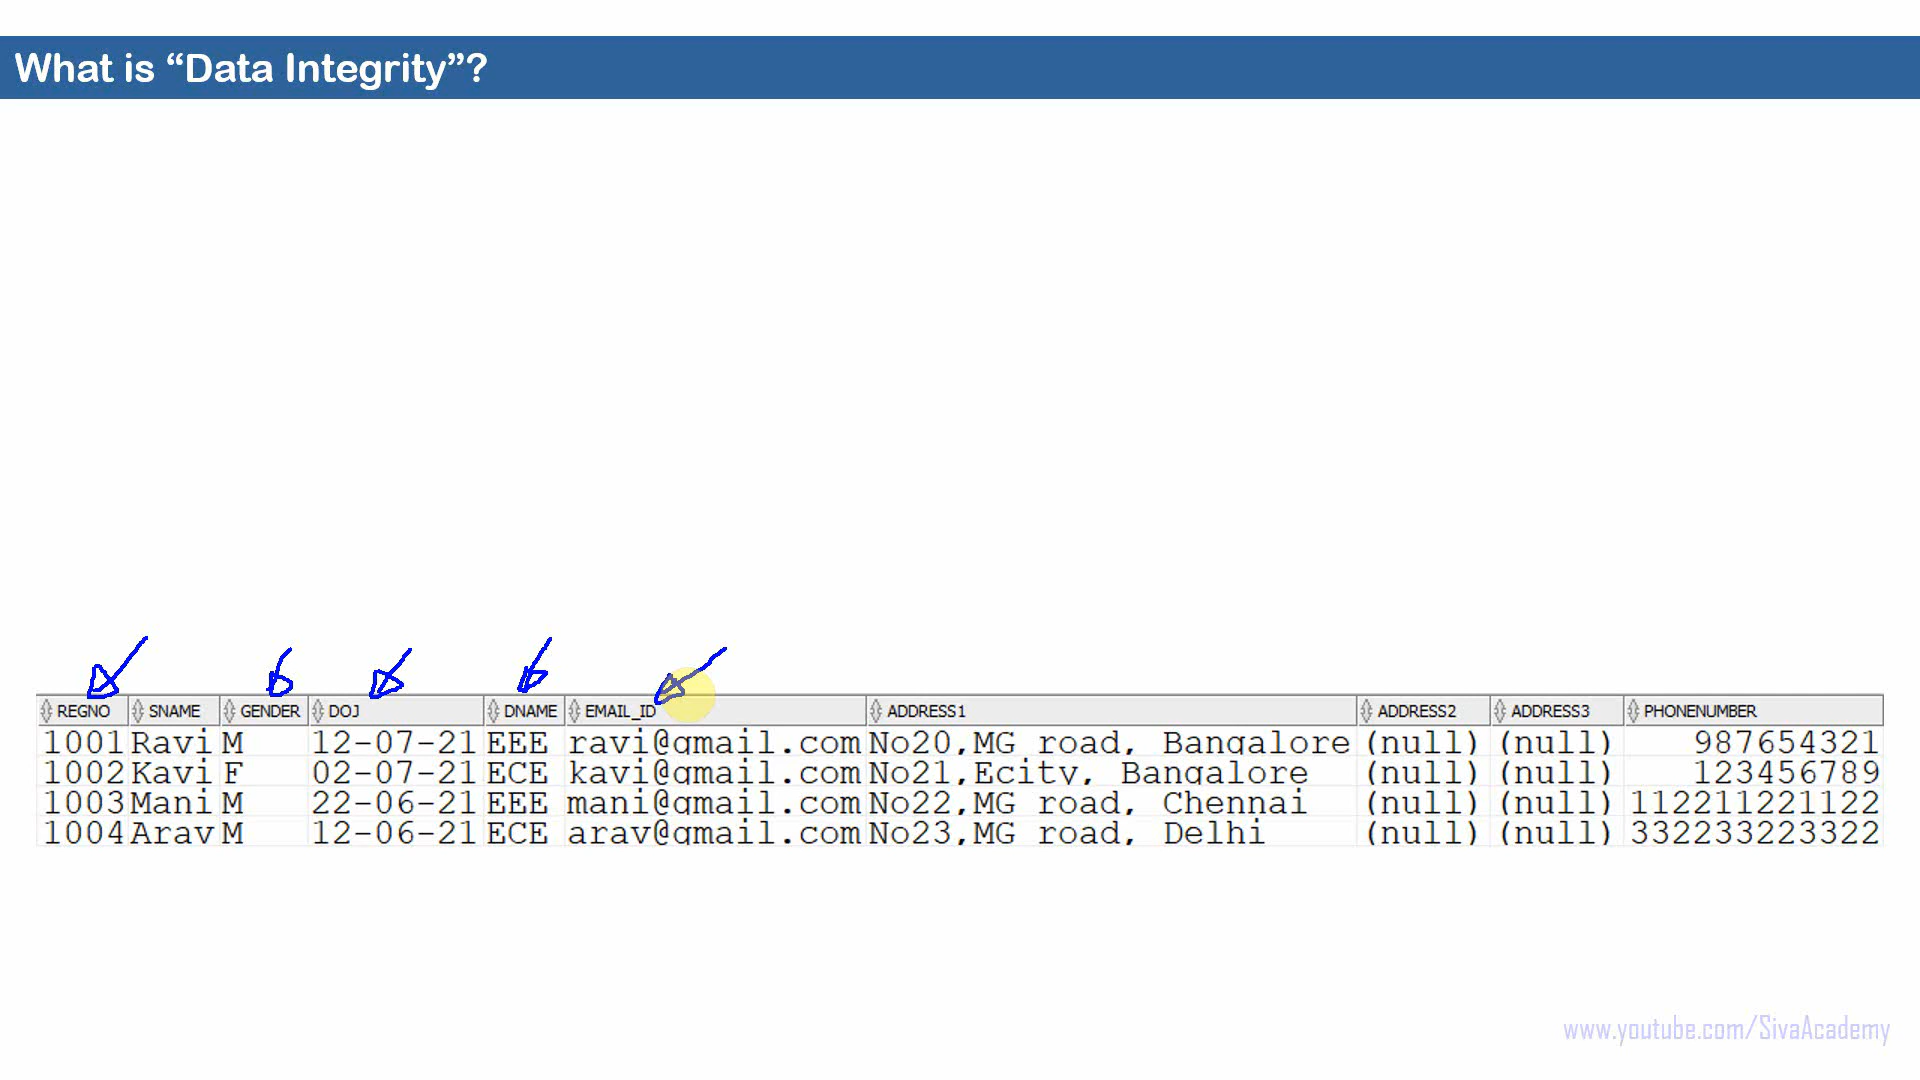 What is “Data Integrity”?
REGNO SNAME GENDER DOJ DNAME EMAIL_ID ADDRESS1 ADDRESS2 ADDRESS3 PHONENUMBER
1001 Ravi M 12-07-21 EEE ravi@gmail.com No20,MG road, Bangalore (null) (null) 987654321
1002 Kavi F 02-07-21 ECE kavi@gmail.com No21,Ecity, Bangalore (null) (null) 123456789
1003 Mani M 22-06-21 EEE mani@gmail.com No22,MG road, Chennai (null) (null) 112211221122
1004 Arav M 12-06-21 ECE arav@gmail.com No23,MG road, Delhi (null) (null) 332233223322
www.youtube.com/SivaAcademy